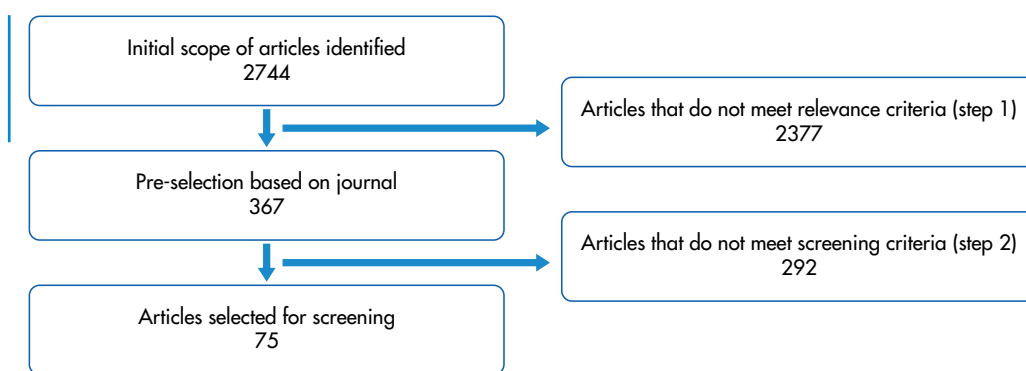 Initial scope of articles identified
2744
Articles that do not meet relevance criteria (step 1)
2377
Pre-selection based on journal
367
Articles that do not meet screening criteria (step 2)
292
Articles selected for screening
75